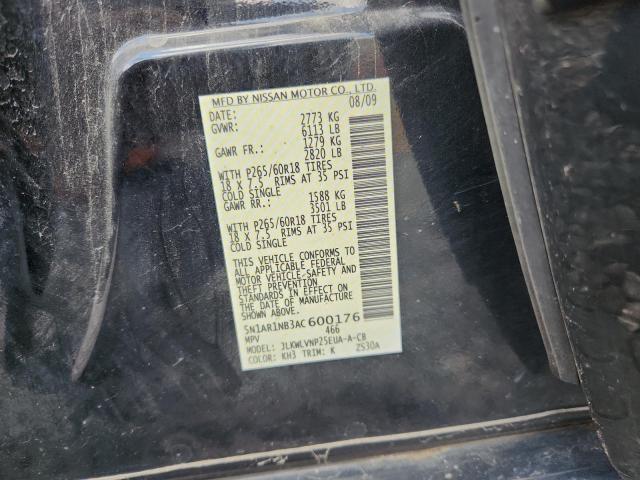 MFD BY NISSAN MOTOR CO., LTD.
08/09
GVWR: 2773 KG
6113 LB
GAWR FR.: 1279 KG
2820 LB
WITH P265/60R18 TIRES
18 X 7.5 RIMS AT 35 PSI
COLD SINGLE
GAWR RR.: 1588 KG
3501 LB
WITH P265/60R18 TIRES
18 X 7.5 RIMS AT 35 PSI
COLD SINGLE
THIS VEHICLE CONFORMS TO
ALL APPLICABLE FEDERAL
MOTOR VEHICLE SAFETY AND
THEFT PREVENTION
STANDARDS IN EFFECT ON
THE DATE OF MANUFACTURE
SHOWN ABOVE.
5N1AR1NB3AC600176
MPV 466
MODEL: JLKWLVNP25EUA-A-CB
COLOR: KH3 TRIM: K ZS30A